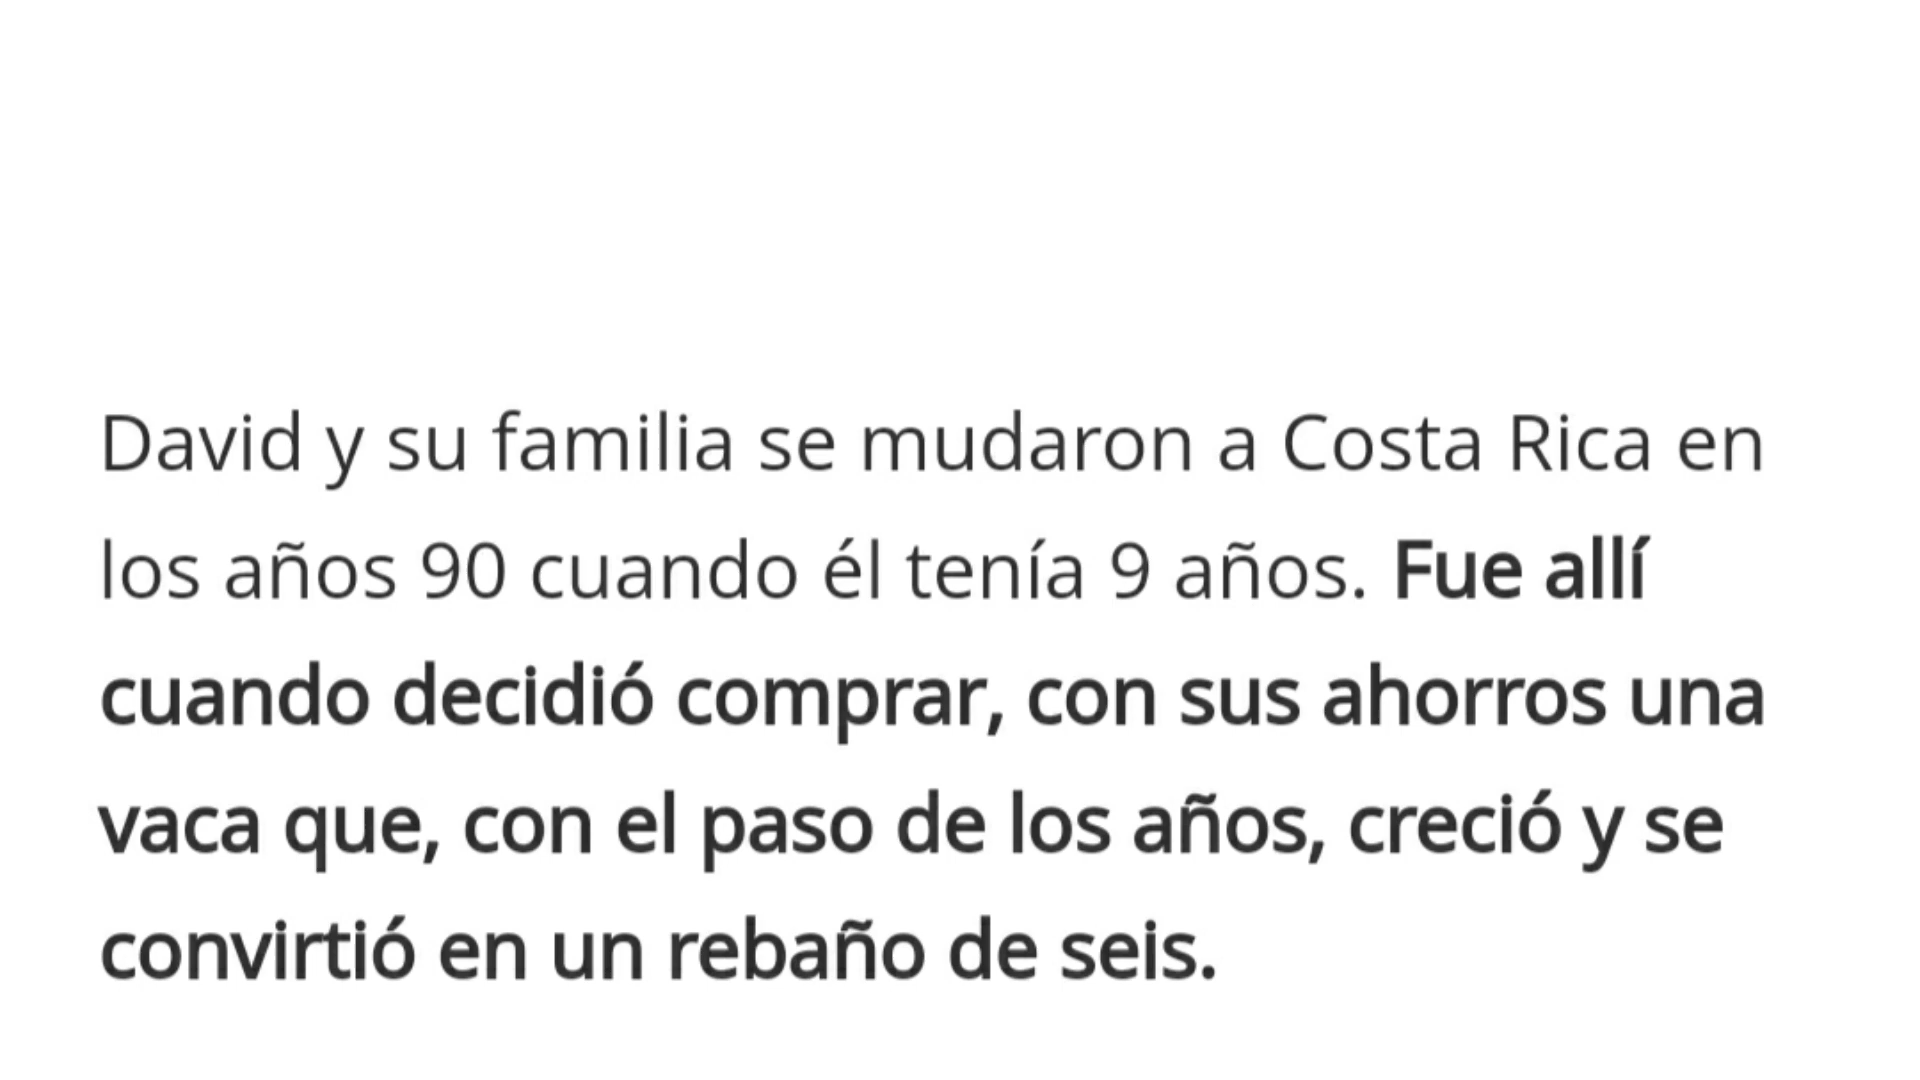 David y su familia se mudaron a Costa Rica en
los años 90 cuando él tenía 9 años. Fue allí
cuando decidió comprar, con sus ahorros una
vaca que, con el paso de los años, creció y se
convirtió en un rebaño de seis.